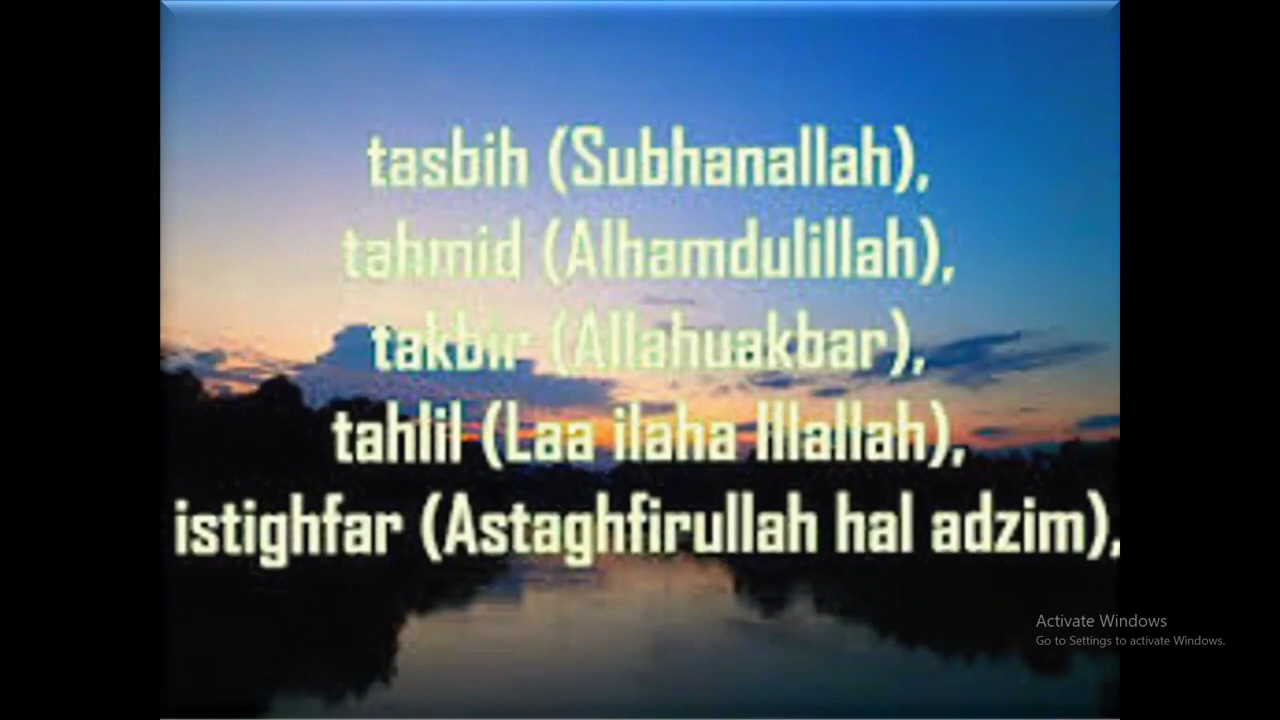 tasbih (Subhanallah),
tahmid (Alhamdulillah),
takbir (Allahuakbar),
tahlil (Laa ilaha Illallah),
istighfar (Astaghfirullah hal adzim),
Activate Windows
Go to Settings to activate Windows.